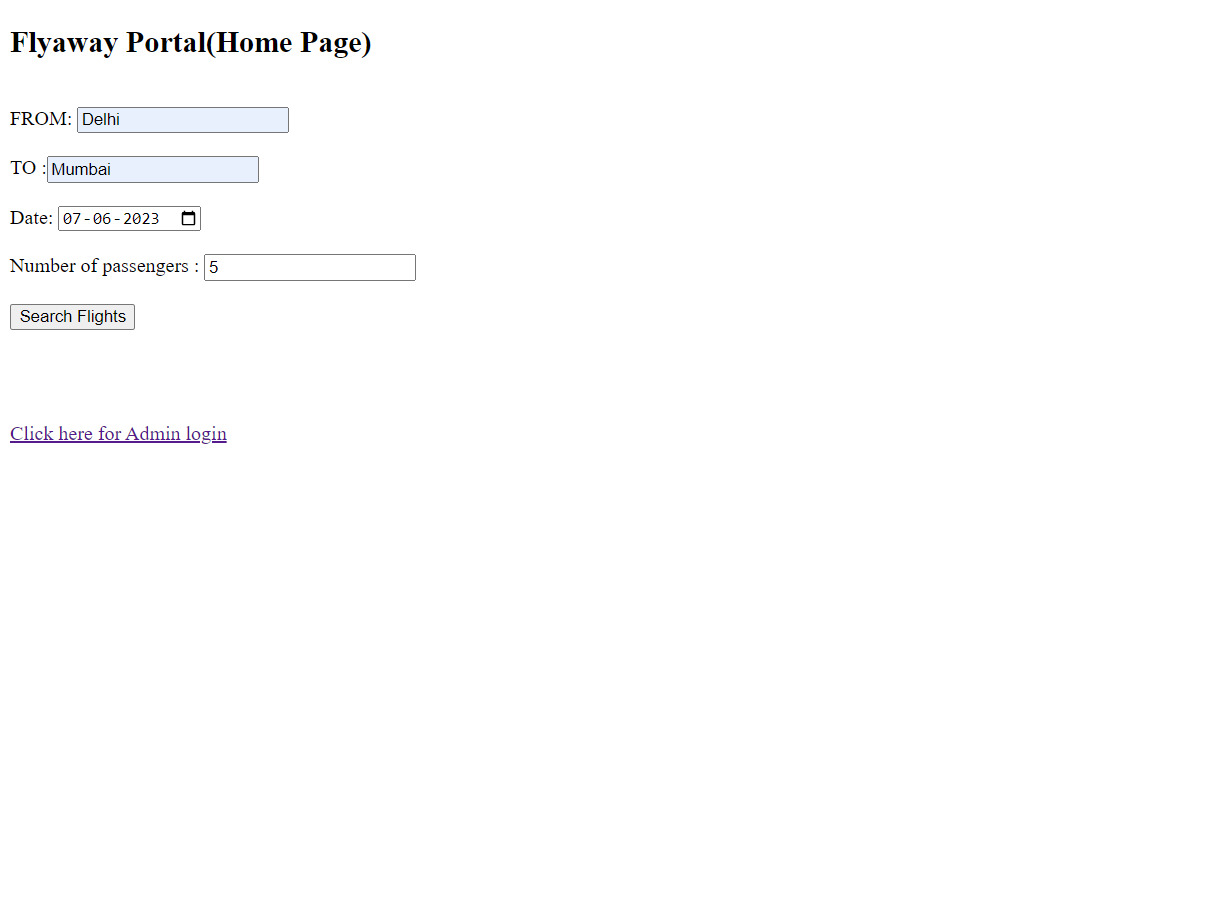 Flyaway Portal(Home Page)
FROM: Delhi
TO :Mumbai
Date: 07-06-2023
Number of passengers : 5
Search Flights
Click here for Admin login